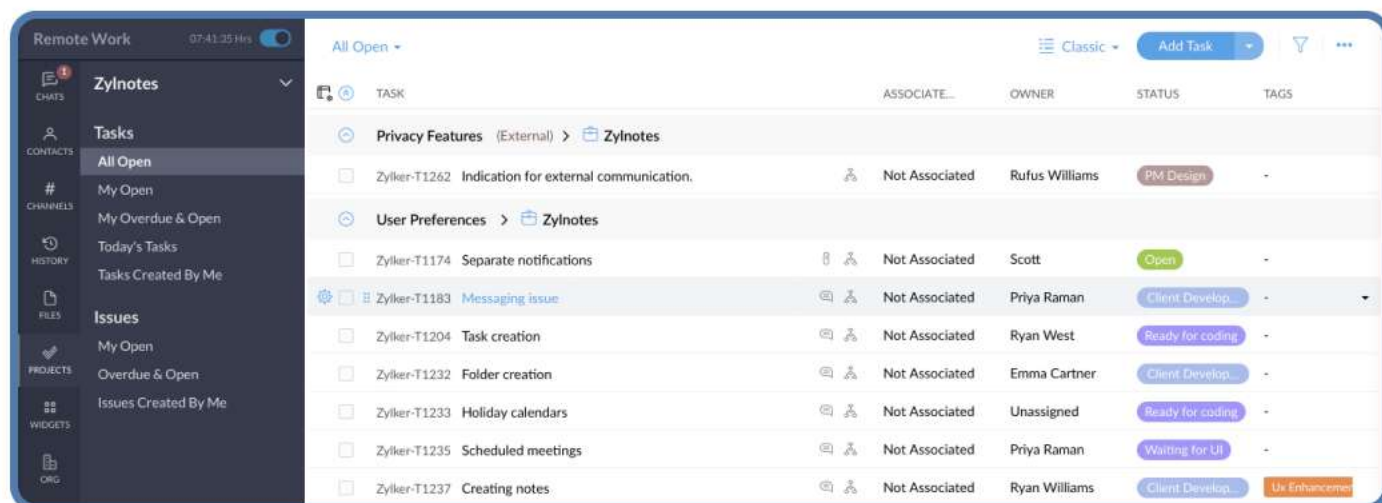 Remote Work 07:41:35 Hrs
1
CHATS
CONTACTS
#
CHANNELS
HISTORY
FILES
PROJECTS
WIDGETS
ORG
Zylnotes
Tasks
All Open
My Open
My Overdue & Open
Today's Tasks
Tasks Created By Me
Issues
My Open
Overdue & Open
Issues Created By Me
All Open
Classic
Add Task
•••
TASK ASSOCIATE... OWNER STATUS TAGS
Privacy Features (External) > Zylnotes
Zylker-T1262 Indication for external communication. Not Associated Rufus Williams PM Design -
User Preferences > Zylnotes
Zylker-T1174 Separate notifications Not Associated Scott Open -
Zylker-T1183 Messaging issue Not Associated Priya Raman Client Develop... -
Zylker-T1204 Task creation Not Associated Ryan West Ready for coding -
Zylker-T1232 Folder creation Not Associated Emma Cartner Client Develop... -
Zylker-T1233 Holiday calendars Not Associated Unassigned Ready for coding -
Zylker-T1235 Scheduled meetings Not Associated Priya Raman Waiting for UI -
Zylker-T1237 Creating notes Not Associated Ryan Williams Client Develop... Ux Enhancemen